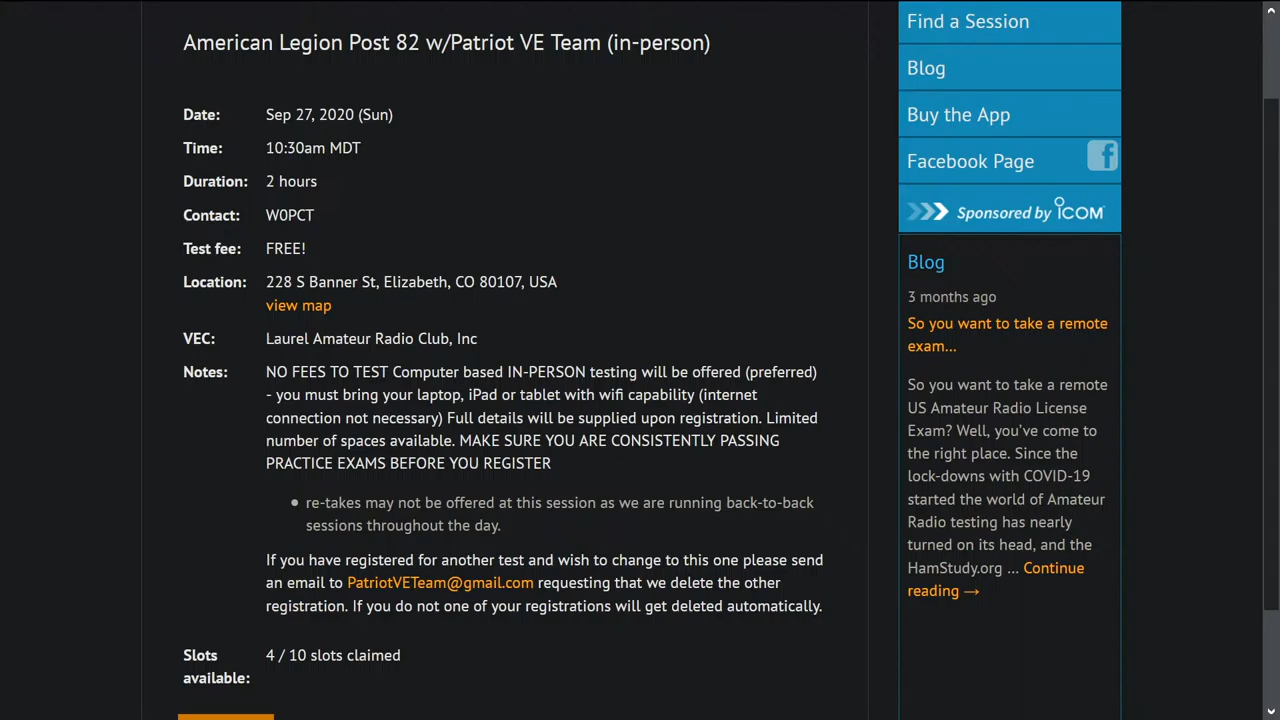 American Legion Post 82 w/Patriot VE Team (in-person)
Date: Sep 27, 2020 (Sun)
Time: 10:30am MDT
Duration: 2 hours
Contact: W0PCT
Test fee: FREE!
Location: 228 S Banner St, Elizabeth, CO 80107, USA
view map
VEC: Laurel Amateur Radio Club, Inc
Notes: NO FEES TO TEST Computer based IN-PERSON testing will be offered (preferred)
- you must bring your laptop, iPad or tablet with wifi capability (internet
connection not necessary) Full details will be supplied upon registration. Limited
number of spaces available. MAKE SURE YOU ARE CONSISTENTLY PASSING
PRACTICE EXAMS BEFORE YOU REGISTER
• re-takes may not be offered at this session as we are running back-to-back
sessions throughout the day.
If you have registered for another test and wish to change to this one please send
an email to PatriotVETeam@gmail.com requesting that we delete the other
registration. If you do not one of your registrations will get deleted automatically.
Slots 4 / 10 slots claimed
available:
Find a Session
Blog
Buy the App
Facebook Page f
Sponsored by ICOM
Blog
3 months ago
So you want to take a remote
exam...
So you want to take a remote
US Amateur Radio License
Exam? Well, you've come to
the right place. Since the
lock-downs with COVID-19
started the world of Amateur
Radio testing has nearly
turned on its head, and the
HamStudy.org ... Continue
reading →